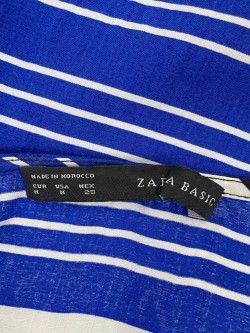 MADE IN MOROCCO
EUR USA MEX
M M 28
ZARA BASIC